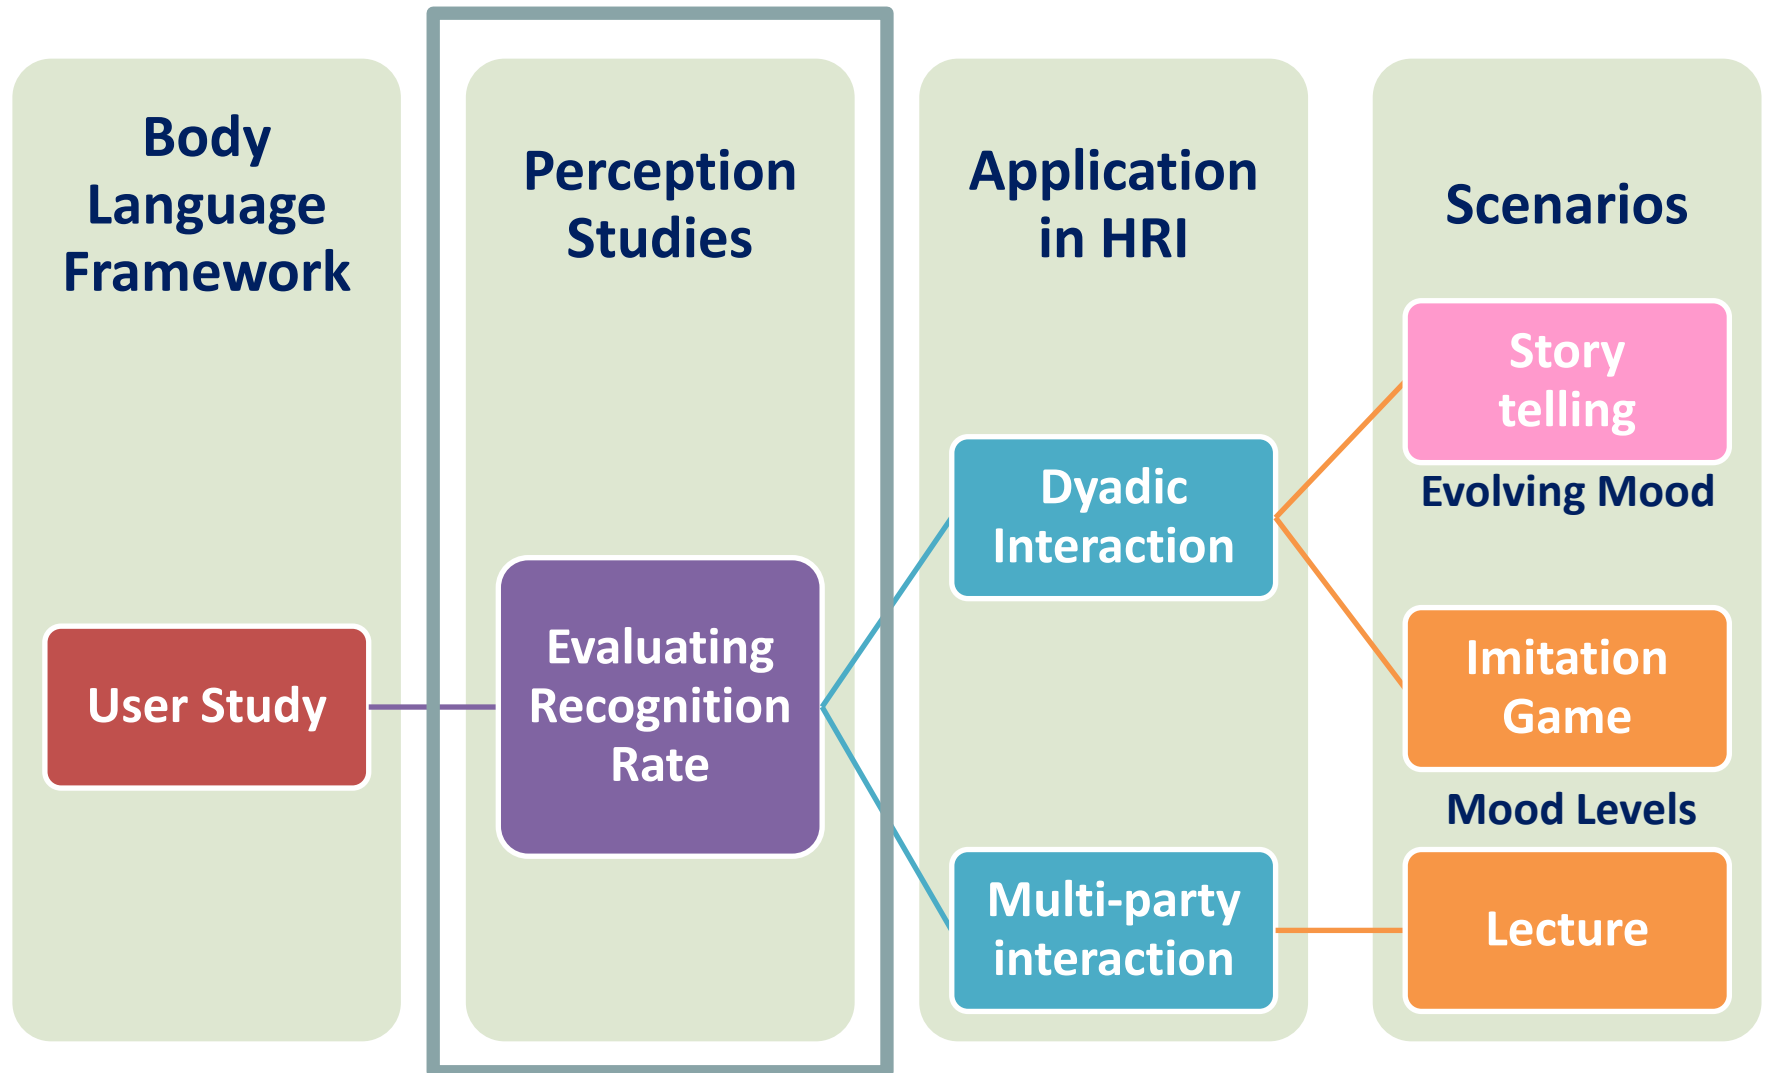 Body
Language
Framework
User Study
Perception
Studies
Evaluating
Recognition
Rate
Application
in HRI
Dyadic
Interaction
Multi-party
interaction
Scenarios
Story
telling
Evolving Mood
Imitation
Game
Mood Levels
Lecture